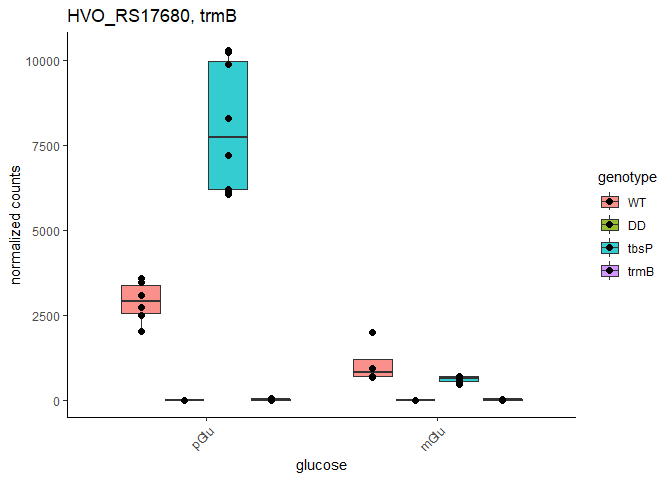 HVO_RS17680, trmB
normalized counts
10000
7500
5000
2500
0
pGlu
mGlu
glucose
genotype
WT
DD
tbsP
trmB